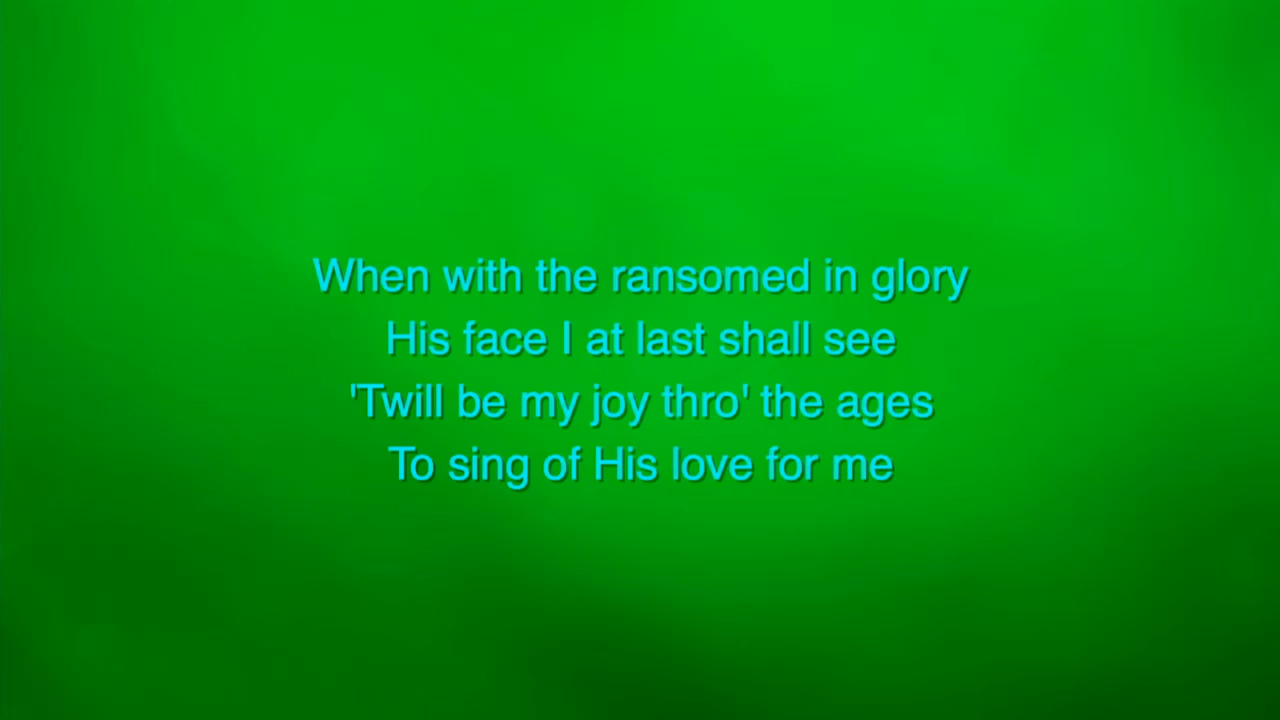 When with the ransomed in glory
His face I at last shall see
'Twill be my joy thro' the ages
To sing of His love for me